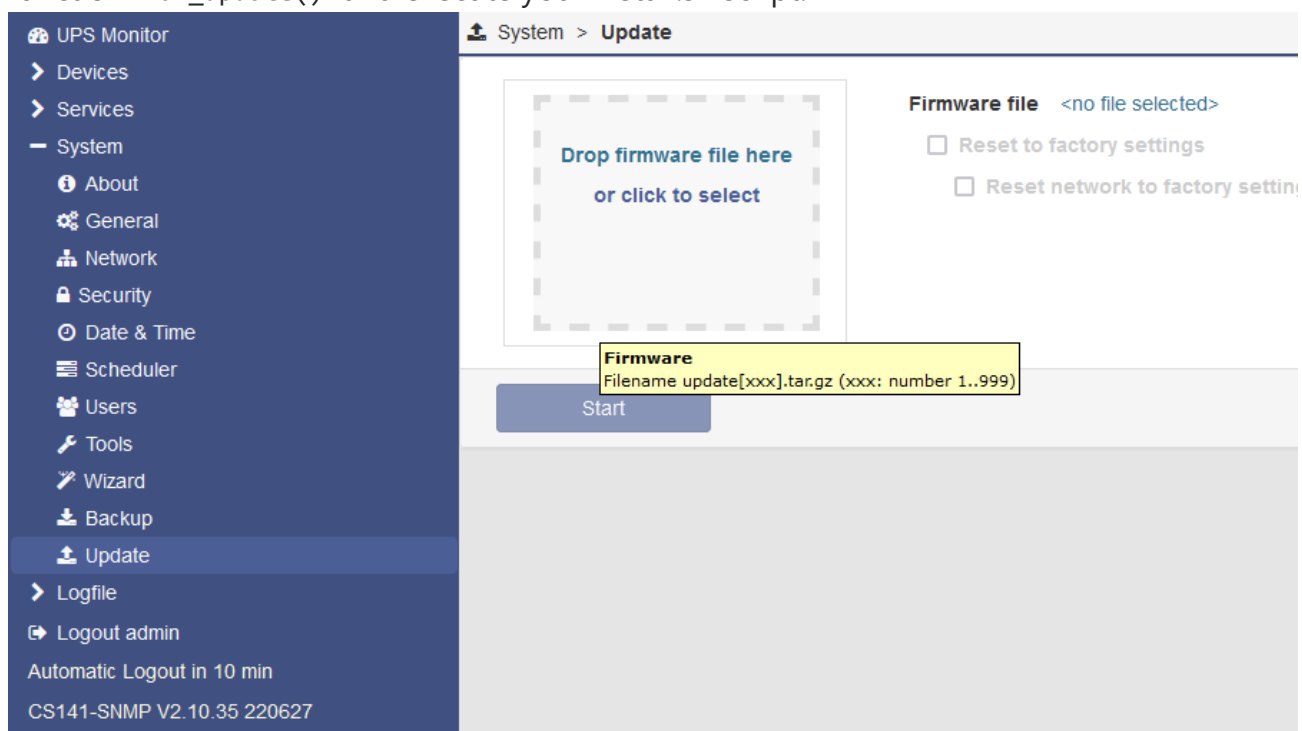 UPS Monitor
Devices
Services
System
About
General
Network
Security
Date & Time
Scheduler
Users
Tools
Wizard
Backup
Update
Logfile
Logout admin
Automatic Logout in 10 min
CS141-SNMP V2.10.35 220627
System > Update
Drop firmware file here
or click to select
Firmware file <no file selected>
Reset to factory settings
Reset network to factory
Firmware
Filename update[xxx].tar.gz (xxx: number 1..999)
Start